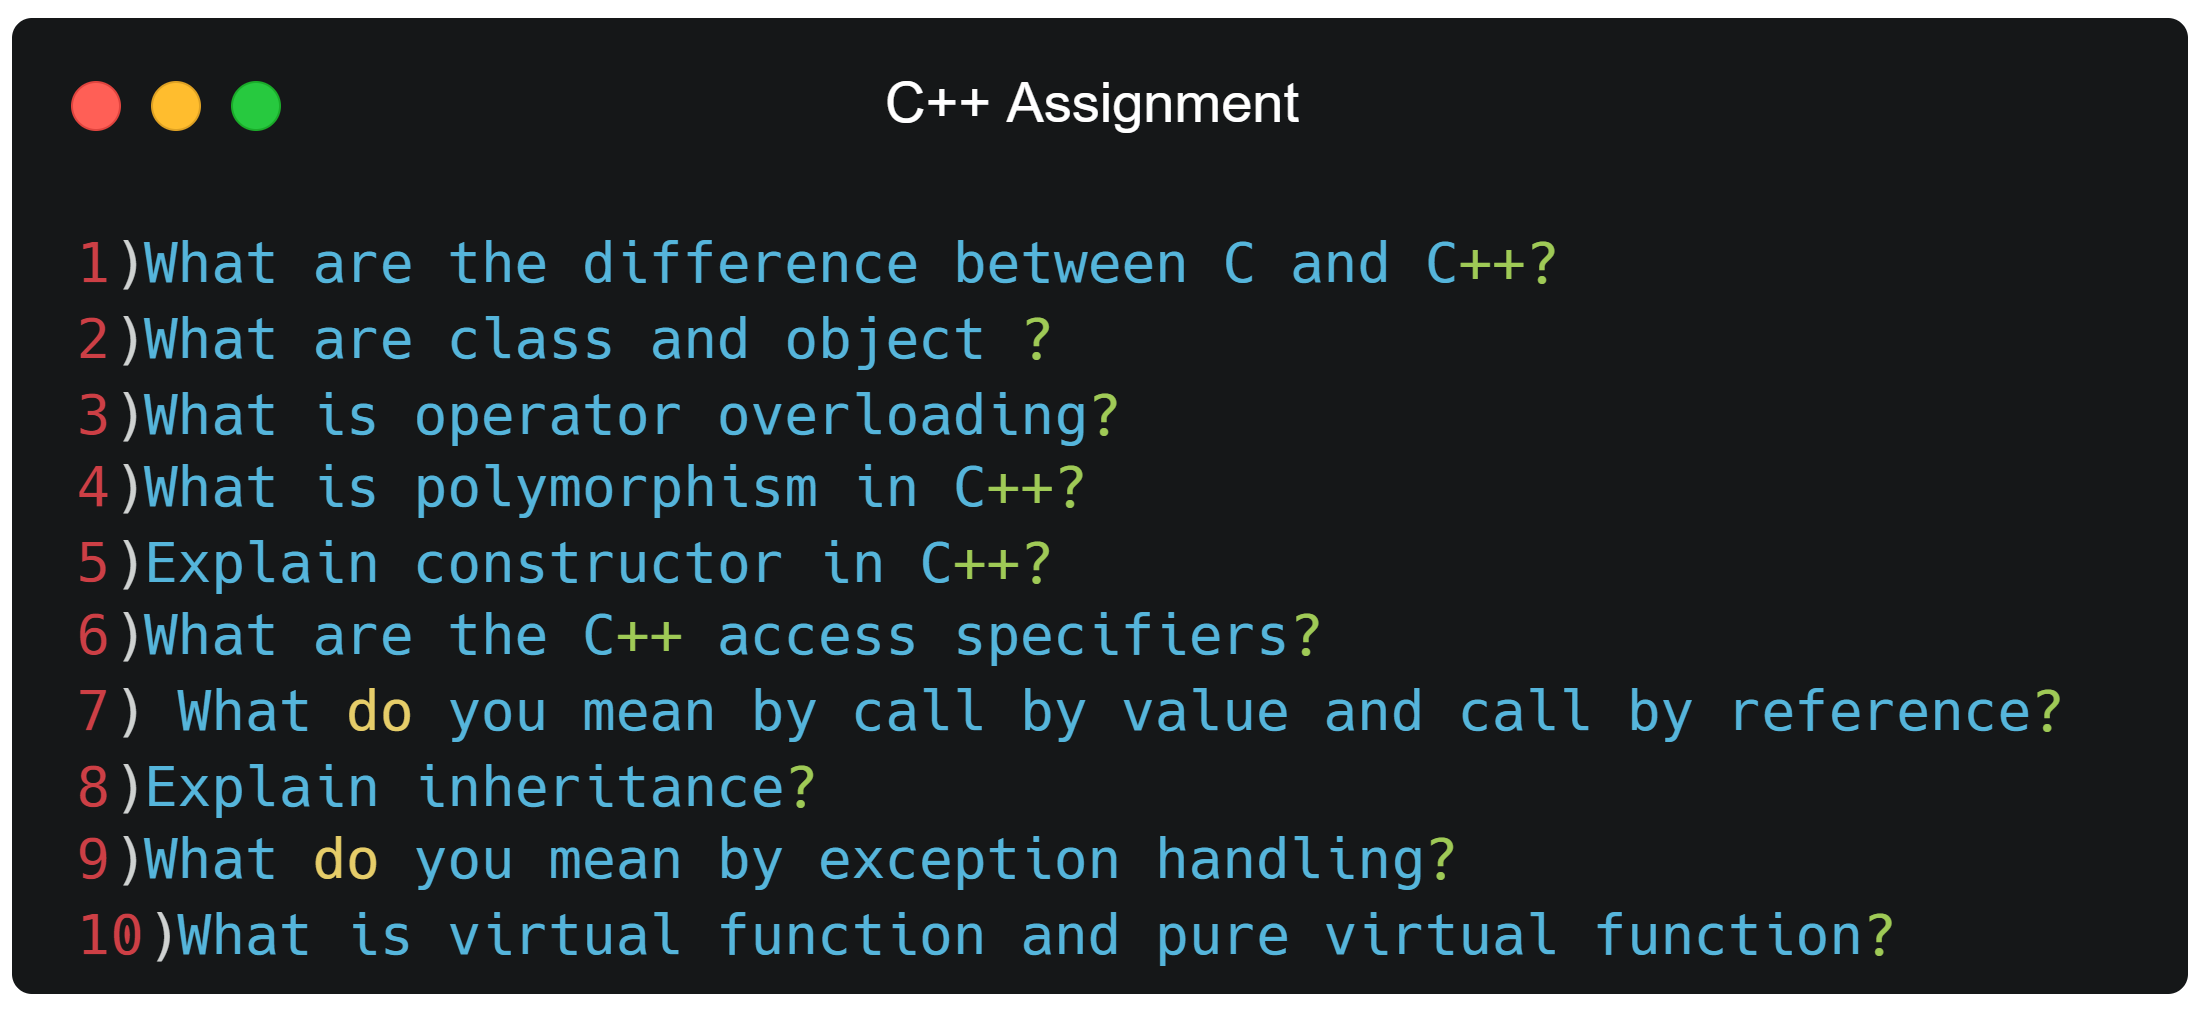 C++ Assignment
1)What are the difference between C and C++?
2)What are class and object ?
3)What is operator overloading?
4)What is polymorphism in C++?
5)Explain constructor in C++?
6)What are the C++ access specifiers?
7) What do you mean by call by value and call by reference?
8)Explain inheritance?
9)What do you mean by exception handling?
10)What is virtual function and pure virtual function?